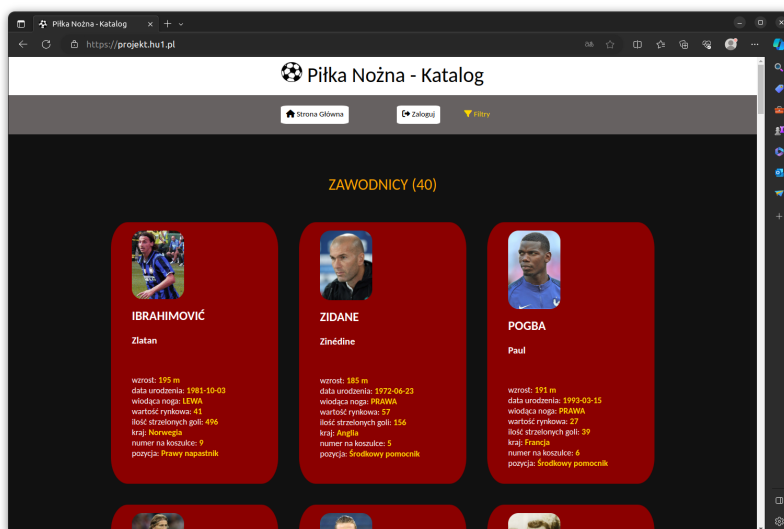 Piłka Nożna - Katalog
https://projekt.hu1.pl
Piłka Nożna - Katalog
Strona Główna
Zaloguj
Filtry
ZAWODNICY (40)
IBRAHIMOVIĆ
Zlatan
wzrost: 195 m
data urodzenia: 1981-10-03
wiodąca noga: LEWA
wartość rynkowa: 41
ilość strzelonych goli: 496
kraj: Norwegia
numer na koszulce: 9
pozycja: Prawy napastnik
ZIDANE
Zinédine
wzrost: 185 m
data urodzenia: 1972-06-23
wiodąca noga: PRAWA
wartość rynkowa: 57
ilość strzelonych goli: 156
kraj: Anglia
numer na koszulce: 5
pozycja: Środkowy pomocnik
POGBA
Paul
wzrost: 191 m
data urodzenia: 1993-03-15
wiodąca noga: PRAWA
wartość rynkowa: 27
ilość strzelonych goli: 39
kraj: Francja
numer na koszulce: 6
pozycja: Środkowy pomocnik